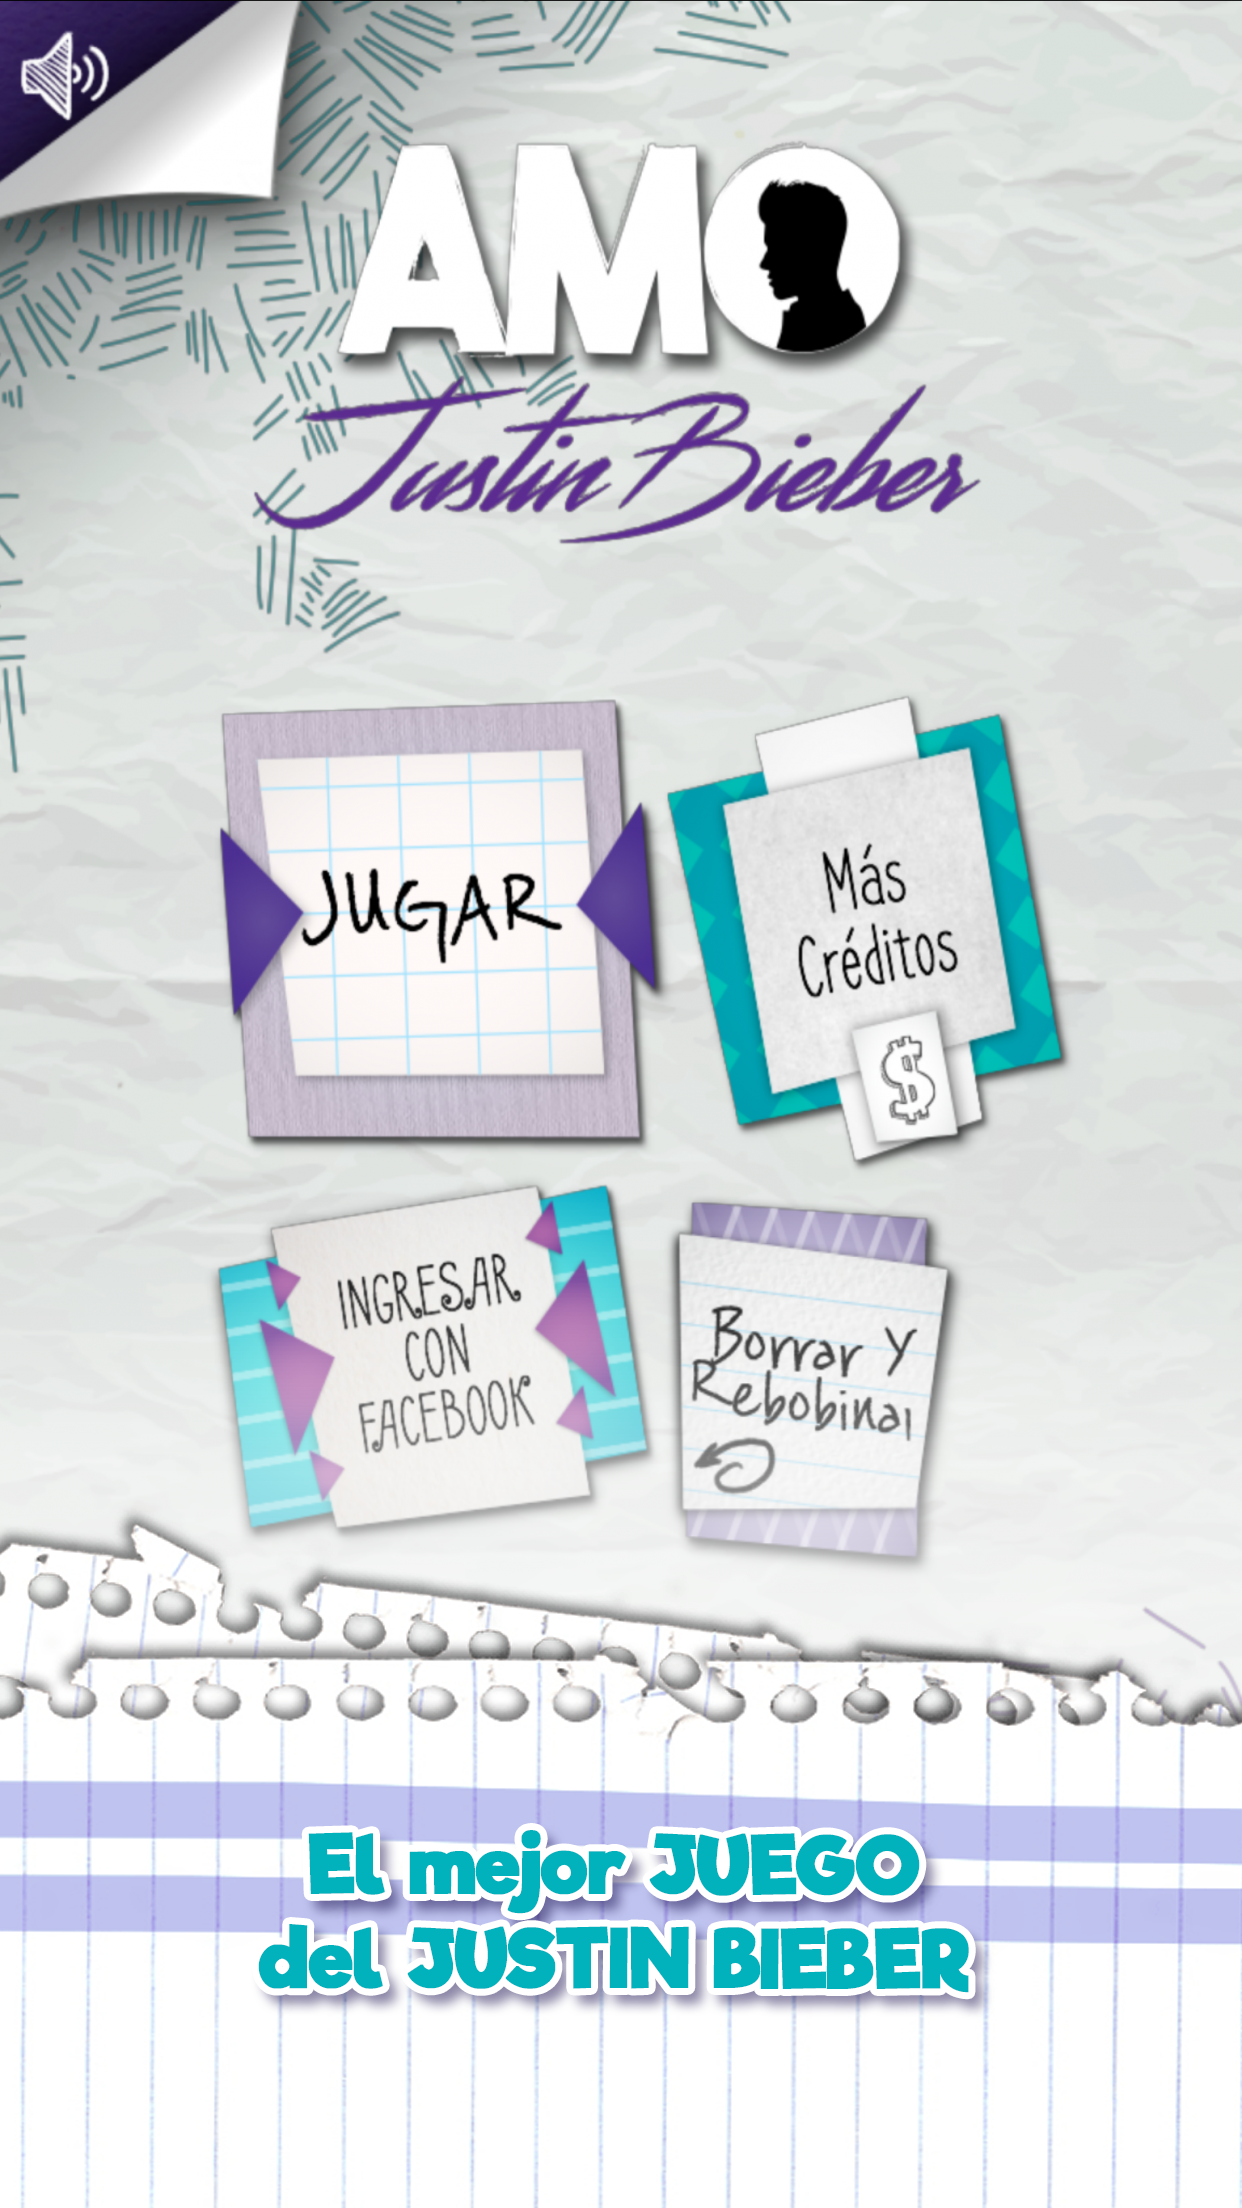 AMO
Justin Bieber
JUGAR
Más
Créditos
$
INGRESAR
CON
FACEBOOK
Borrar Y
Rebobinar
El mejor JUEGO
del JUSTIN BIEBER